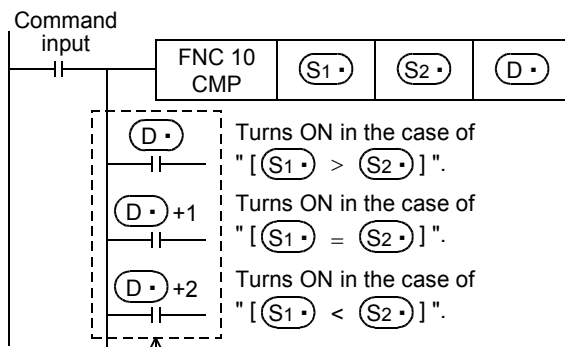 Command
input
FNC 10
CMP
S1·
S2·
D·
D·
Turns ON in the case of
" [ S1· > S2· ] ".
D· +1
Turns ON in the case of
" [ S1· = S2· ] ".
D· +2
Turns ON in the case of
" [ S1· < S2· ] ".